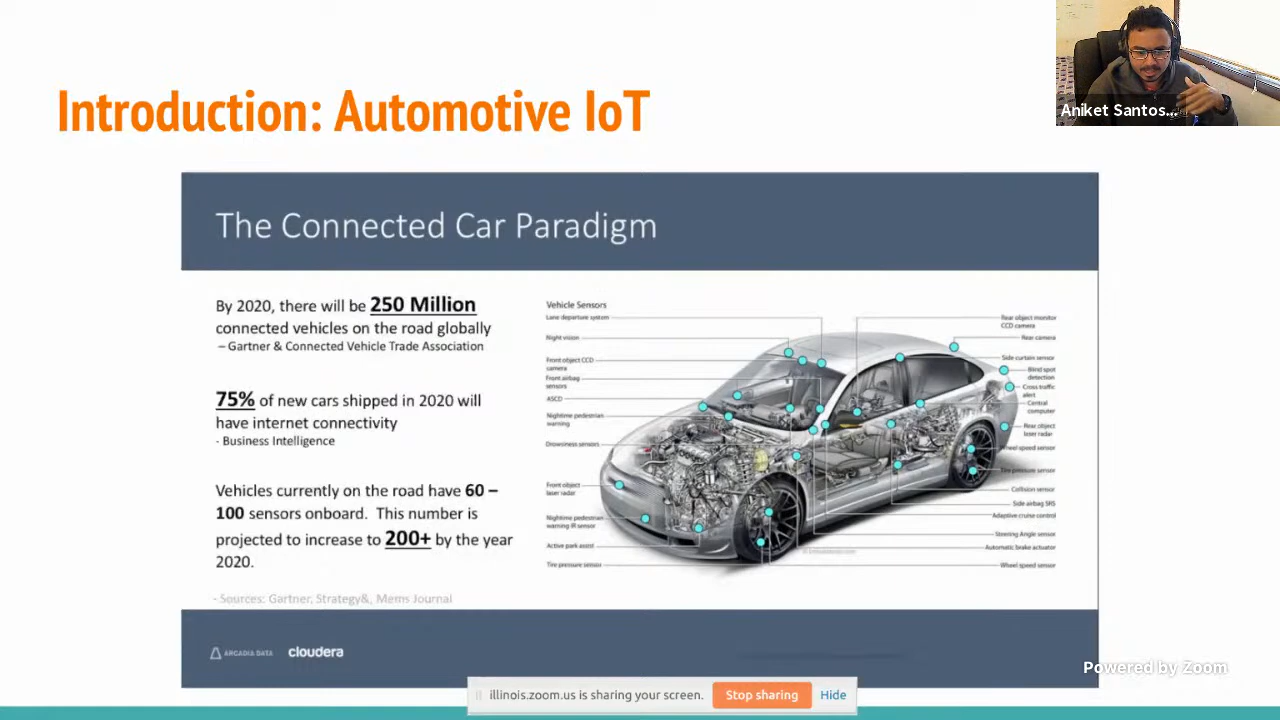 Introduction: Automotive IoT
Aniket Santos...
The Connected Car Paradigm
By 2020, there will be 250 Million
connected vehicles on the road globally
– Gartner & Connected Vehicle Trade Association
75% of new cars shipped in 2020 will
have internet connectivity
- Business Intelligence
Vehicles currently on the road have 60 –
100 sensors on This number is
projected to increase to 200+ by the year
2020.
- Sources: Gartner, Strategy&, Mems Journal
Vehicle Sensors
Lane departure system
Night vision
Front object CCD
camera
Front airbag
sensors
ASCD
Nightime pedestrian
warning
Drowsiness sensors
Front object
laser radar
Nightime pedestrian
warning IR sensor
Active park assist
Tire pressure sensor
Rear object monitor
CCD camera
Rear camera
Side curtain sensor
Blind spot
detection
Cross traffic
alert
Central
computer
Rear object
laser radar
Wheel speed sensor
Tire pressure sensor
Collision sensor
Side airbag SRS
Adaptive cruise control
Steering Angle sensor
Automatic brake actuator
Wheel speed sensor
ARCADIA DATA
cloudera
Powered by Zoom
illinois.zoom.us is sharing your screen.
Stop sharing
Hide